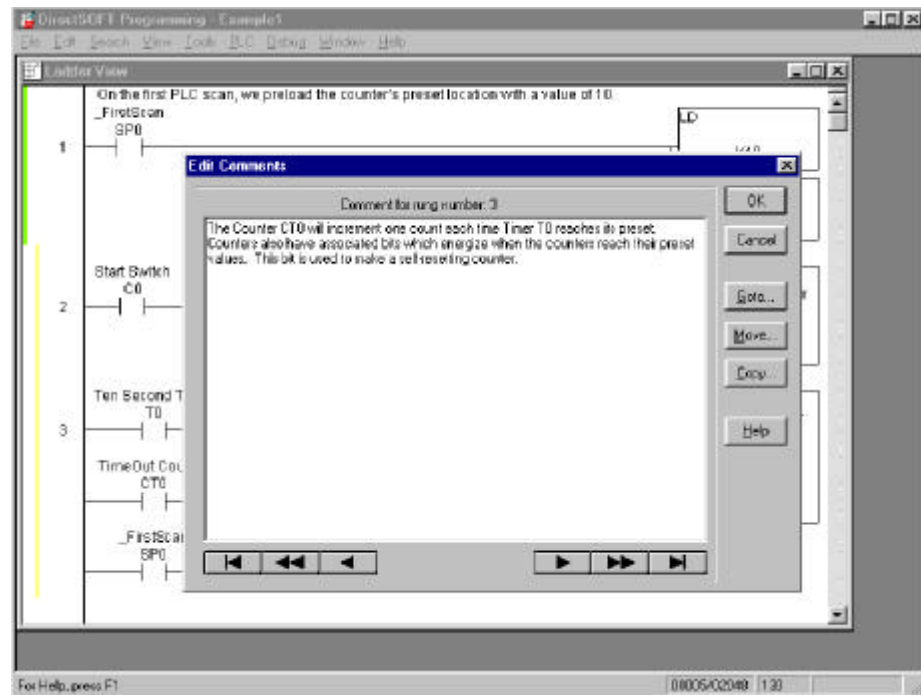 DirectSOFT Programming - Example1
File Edit Search View Tools PLC Debug Window Help
Ladder View
On the first PLC scan, we preload the counter's preset location with a value of 10.
_FirstScan
SP0
LD
1
Edit Comments
Comment for rung number: 3
The Counter CT0 will increment one count each time Timer T0 reaches its preset.
Counters also have associated bits which energize when the counters reach their preset
values. This bit is used to make a self-resetting counter.
OK
Cancel
Goto...
Move...
Copy...
Help
Start Switch
C0
2
Ten Second T
T0
3
TimeOut Cou
CT0
_FirstScan
SP0
For Help, press F1
00005/02048 130